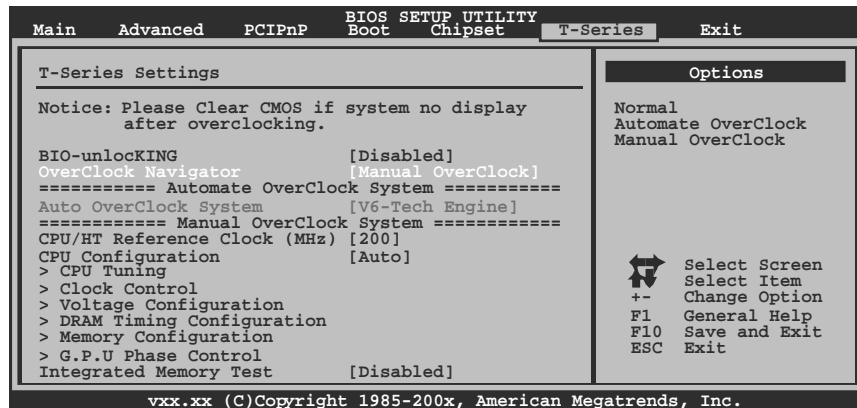 BIOS SETUP UTILITY
Main Advanced PCIPnP Boot Chipset T-Series Exit
T-Series Settings
Notice: Please Clear CMOS if system no display
after overclocking.
BIO-unlocKING [Disabled]
OverClock Navigator [Manual OverClock]
=========== Automate OverClock System ===========
Auto OverClock System [V6-Tech Engine]
============ Manual OverClock System ============
CPU/HT Reference Clock (MHz) [200]
CPU Configuration [Auto]
> CPU Tuning
> Clock Control
> Voltage Configuration
> DRAM Timing Configuration
> Memory Configuration
> G.P.U Phase Control
Integrated Memory Test [Disabled]
Options
Normal
Automate OverClock
Manual OverClock
Select Screen
Select Item
+- Change Option
F1 General Help
F10 Save and Exit
ESC Exit
vxx.xx (C)Copyright 1985-200x, American Megatrends, Inc.